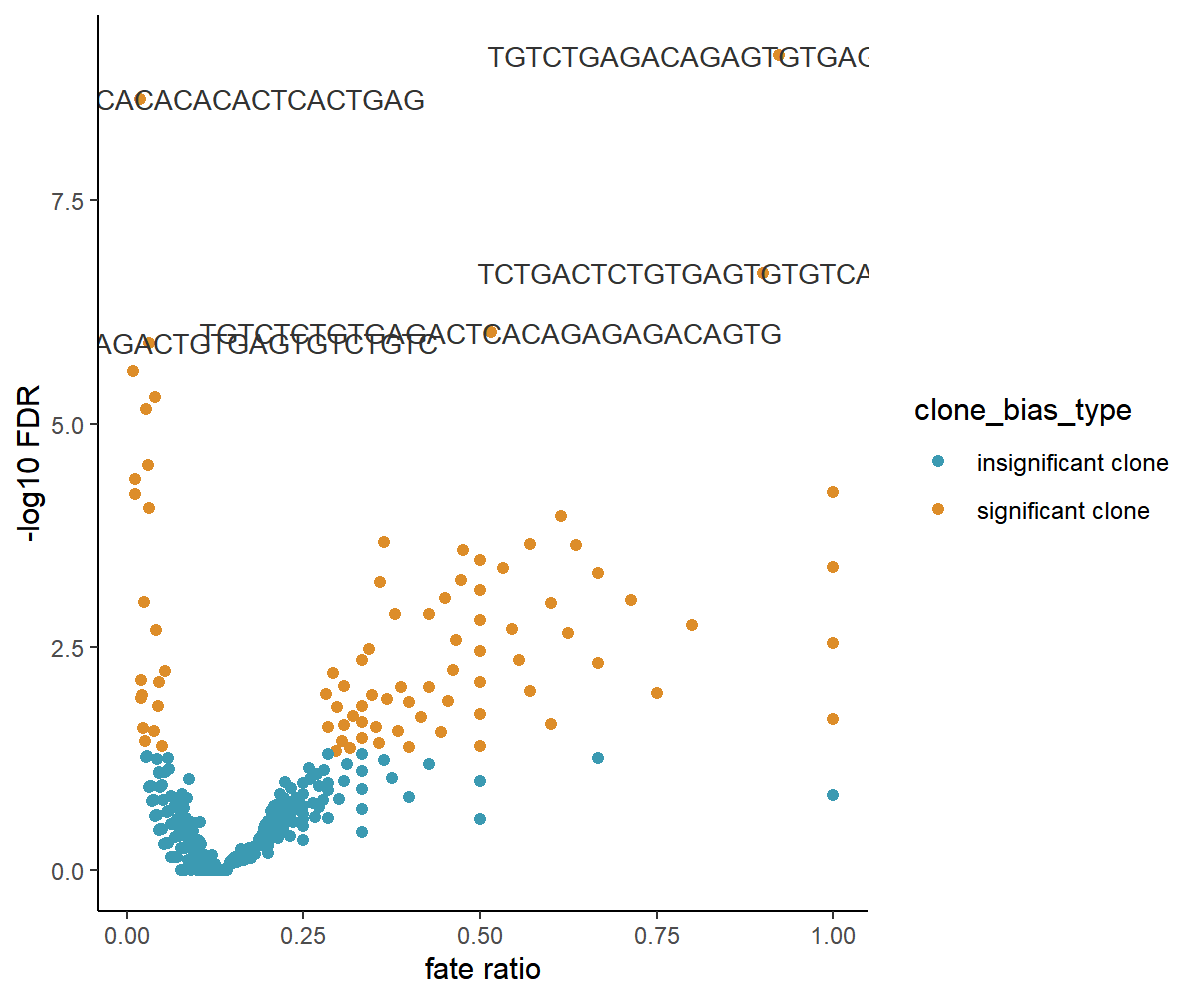 TGTCTGAGACAGAGTGTGAG
CACACACACTCACTGAG
7.5
TCTGACTCTGTGAGTGTGTCA
TGTCTCTGTGAGACTCACAGAGAGACAGTG
AGACTGTGAGTGTCTGTC
5.0
2.5
0.0
-log10 FDR
0.00
0.25
0.50
0.75
1.00
fate ratio
clone_bias_type
insignificant clone
significant clone